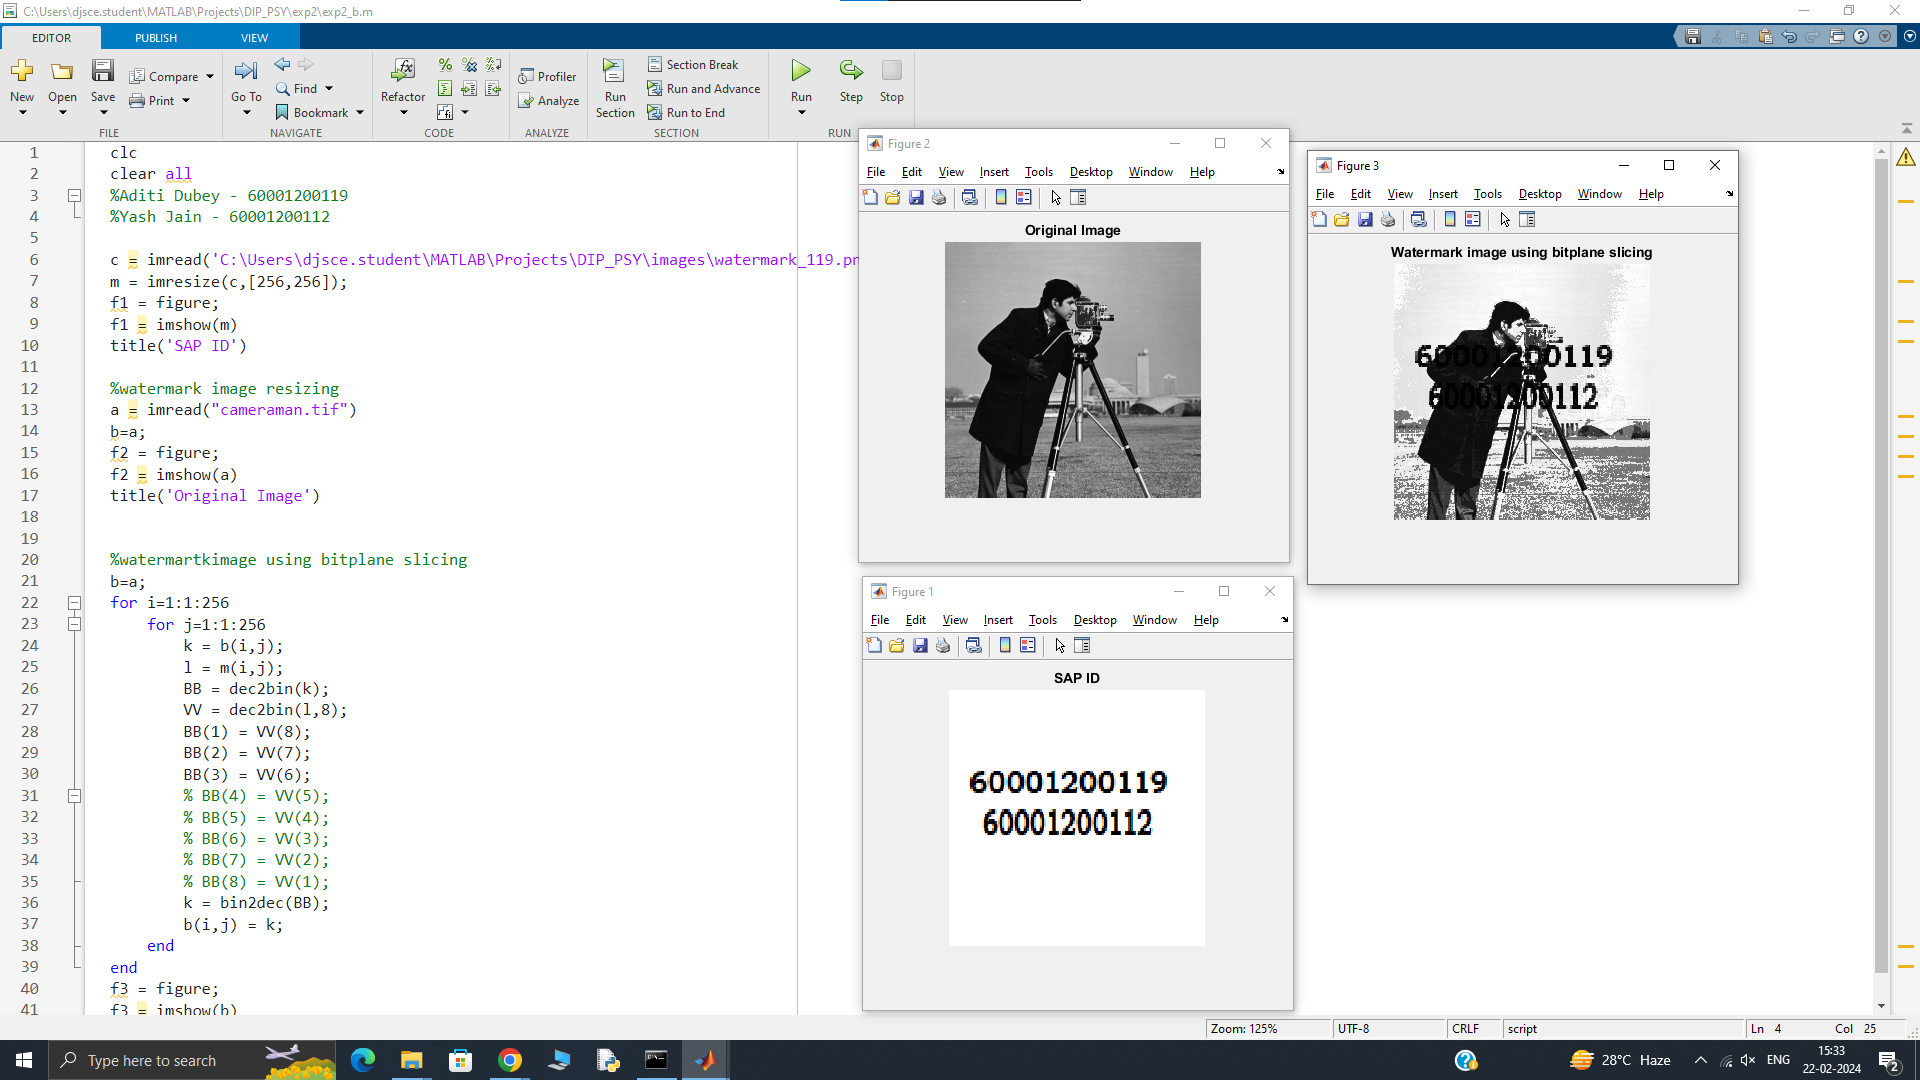 C:\Users\djsce.student\MATLAB\Projects\DIP_PSY\exp2\exp2_b.m
EDITOR PUBLISH VIEW
New Open Save Compare Print
Go To Find Bookmark
Refactor
Profiler Analyze
Run Section Section Break Run and Advance Run to End
Run Step Stop
FILE NAVIGATE CODE ANALYZE SECTION RUN
1 clc
2 clear all
3 %Aditi Dubey - 60001200119
4 %Yash Jain - 60001200112
5
6 c = imread('C:\Users\djsce.student\MATLAB\Projects\DIP_PSY\images\watermark_119.pn
7 m = imresize(c,[256,256]);
8 f1 = figure;
9 f1 = imshow(m)
10 title('SAP ID')
11
12 %watermark image resizing
13 a = imread("cameraman.tif")
14 b=a;
15 f2 = figure;
16 f2 = imshow(a)
17 title('Original Image')
18
19
20 %watermartkimage using bitplane slicing
21 b=a;
22 for i=1:1:256
23 for j=1:1:256
24 k = b(i,j);
25 l = m(i,j);
26 BB = dec2bin(k);
27 VV = dec2bin(l,8);
28 BB(1) = VV(8);
29 BB(2) = VV(7);
30 BB(3) = VV(6);
31 % BB(4) = VV(5);
32 % BB(5) = VV(4);
33 % BB(6) = VV(3);
34 % BB(7) = VV(2);
35 % BB(8) = VV(1);
36 k = bin2dec(BB);
37 b(i,j) = k;
38 end
39 end
40 f3 = figure;
41 f3 = imshow(b)
Figure 2
File Edit View Insert Tools Desktop Window Help
Original Image
Figure 3
File Edit View Insert Tools Desktop Window Help
Watermark image using bitplane slicing
60001200119
60001200112
Figure 1
File Edit View Insert Tools Desktop Window Help
SAP ID
60001200119
60001200112
Zoom: 125% UTF-8 CRLF script Ln 4 Col 25
Type here to search
28°C Haze ENG 15:33
22-02-2024 2